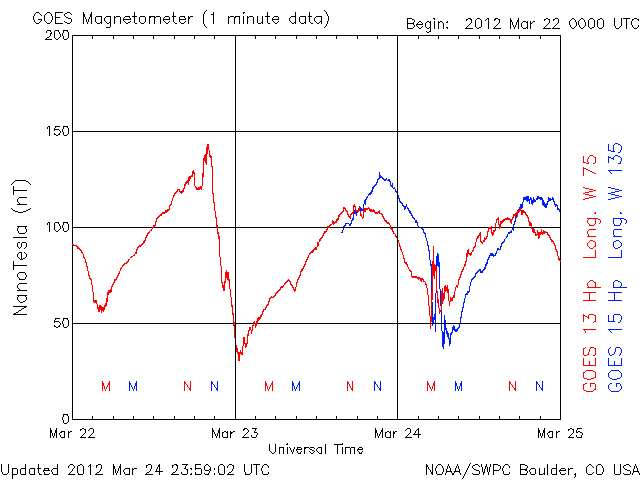 GOES Magnetometer (1 minute data)
Begin: 2012 Mar 22 0000 UTC
200
150
100
50
0
NanoTesla (nT)
M M N N M M N N M M N N
Mar 22 Mar 23 Mar 24 Mar 25
Universal Time
GOES 13 Hp Long. W 75
GOES 15 Hp Long. W 135
Updated 2012 Mar 24 23:59:02 UTC
NOAA/SWPC Boulder, CO USA